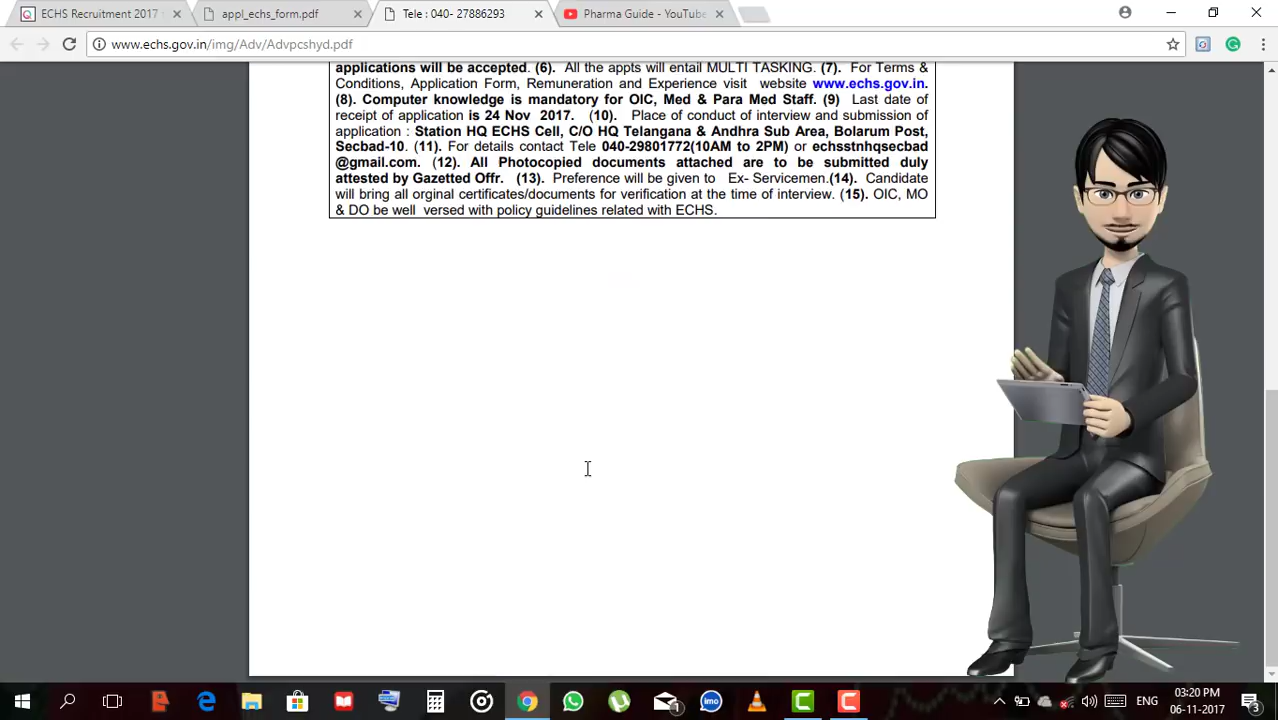 ECHS Recruitment 2017
appl_echs_form.pdf
Tele : 040- 27886293
Pharma Guide - YouTube
www.echs.gov.in/img/Adv/Advpcshyd.pdf
applications will be accepted. (6). All the appts will entail MULTI TASKING. (7). For Terms &
Conditions, Application Form, Remuneration and Experience visit website www.echs.gov.in.
(8). Computer knowledge is mandatory for OIC, Med & Para Med Staff. (9) Last date of
receipt of application is 24 Nov 2017. (10). Place of conduct of interview and submission of
application : Station HQ ECHS Cell, C/O HQ Telangana & Andhra Sub Area, Bolarum Post,
Secbad-10. (11). For details contact Tele 040-29801772(10AM to 2PM) or echsstnhqsecbad
@gmail.com. (12). All Photocopied documents attached are to be submitted duly
attested by Gazetted Offr. (13). Preference will be given to Ex- Servicemen.(14). Candidate
will bring all orginal certificates/documents for verification at the time of interview. (15). OIC, MO
& DO be well versed with policy guidelines related with ECHS.
imo
1
ENG
03:20 PM
06-11-2017
3